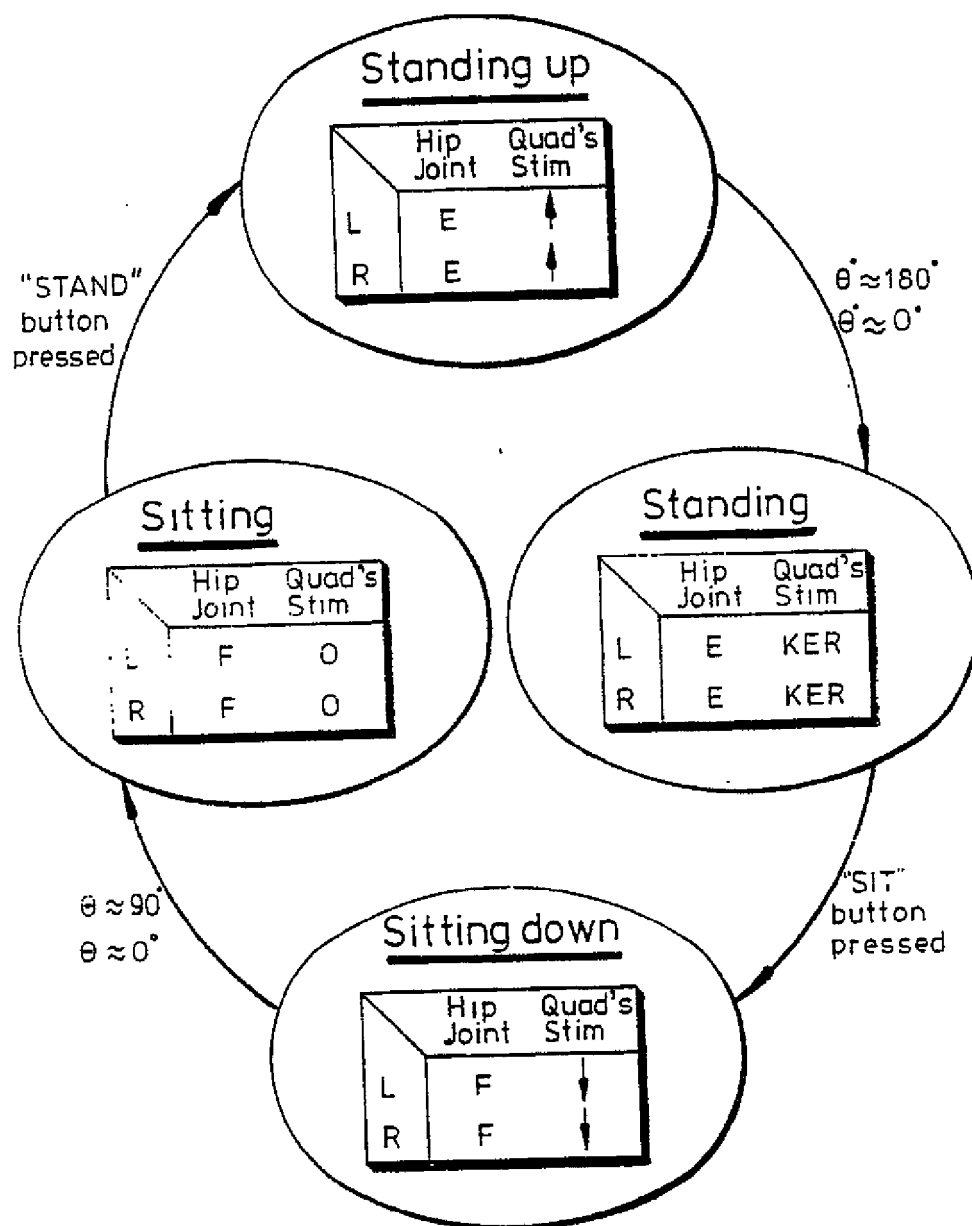 Standing up
Hip Quad's
Joint Stim
L E ↑
R E ↑
"STAND"
button
pressed
θ° ≈ 180°
θ° ≈ 0°
Sitting
Hip Quad's
Joint Stim
L F O
R F O
Standing
Hip Quad's
Joint Stim
L E KER
R E KER
θ ≈ 90°
θ ≈ 0°
"SIT"
button
pressed
Sitting down
Hip Quad's
Joint Stim
L F ↓
R F ↓